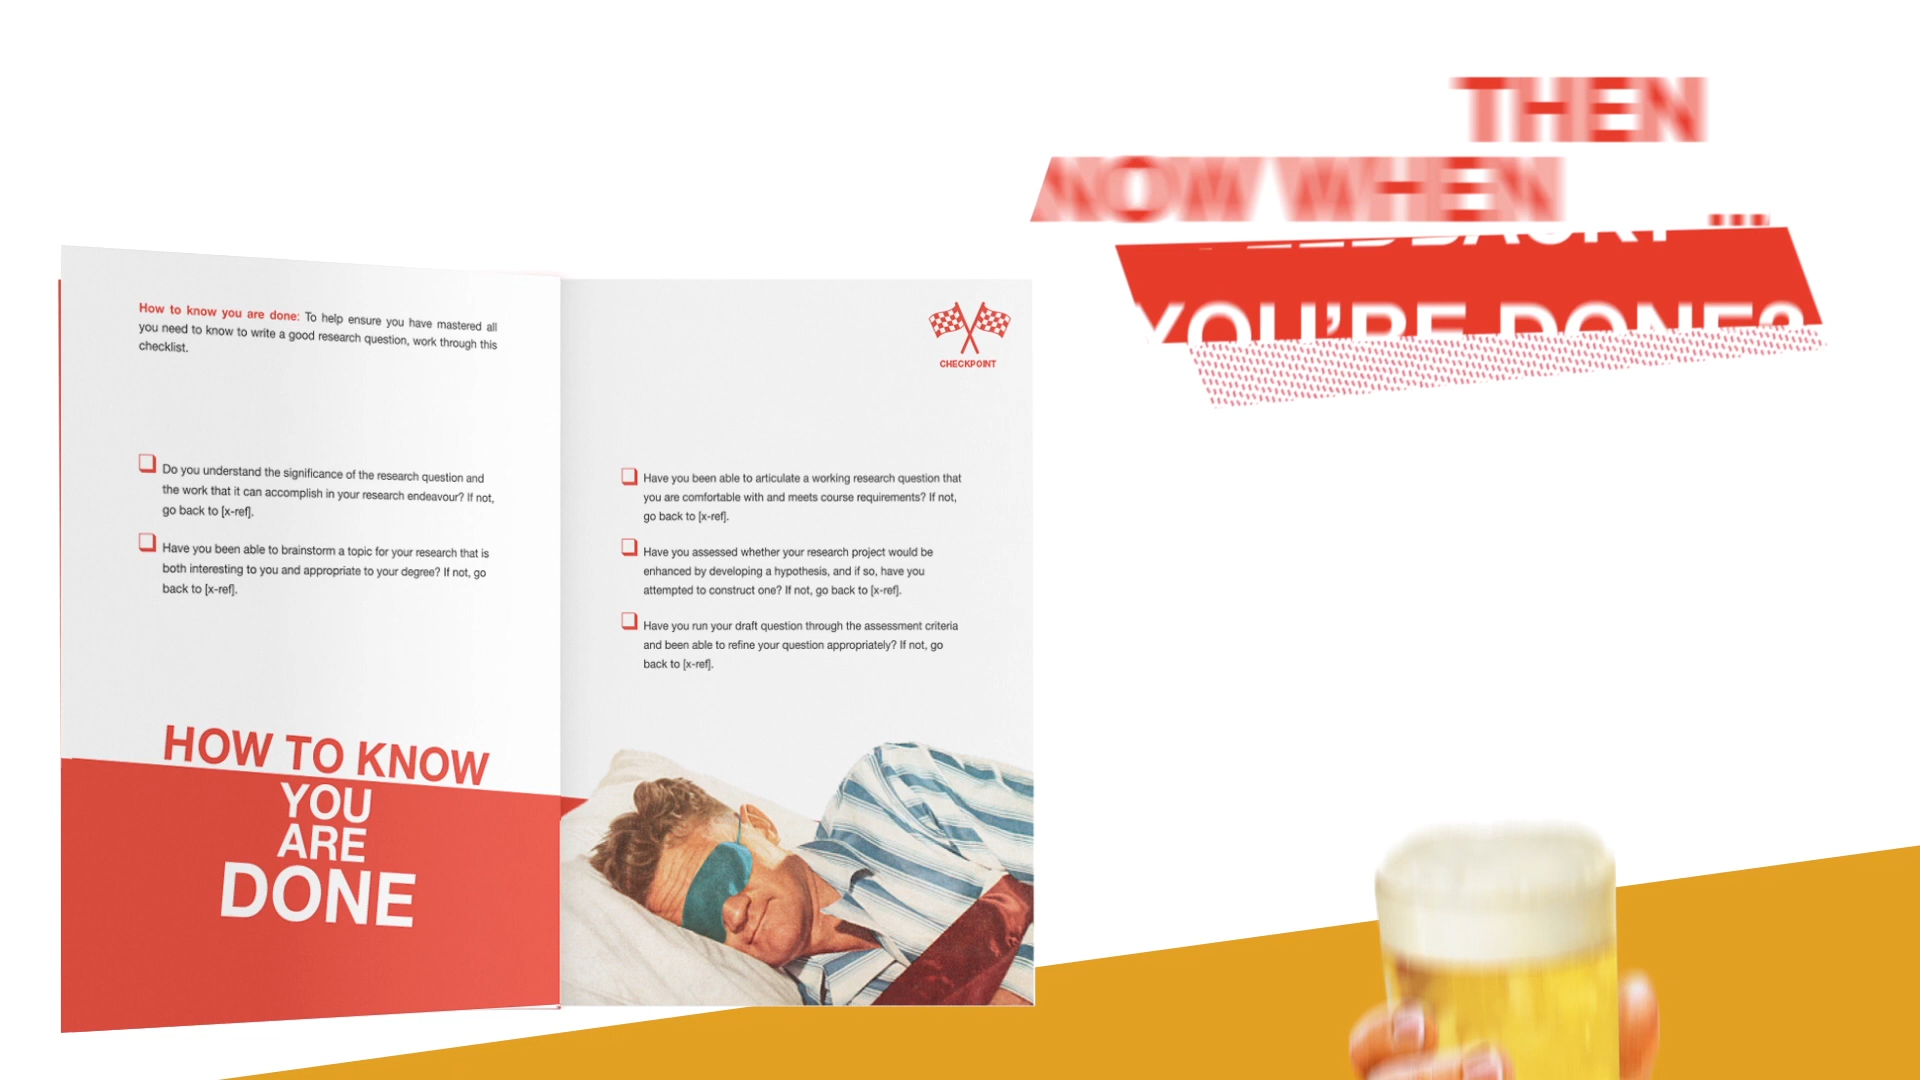 How to know you are done: To help ensure you have mastered all
you need to know to write a good research question, work through this
checklist.
Do you understand the significance of the research question and
the work that it can accomplish in your research endeavour? If not,
go back to [x-ref].
Have you been able to brainstorm a topic for your research that is
both interesting to you and appropriate to your degree? If not, go
back to [x-ref].
HOW TO KNOW
YOU
ARE
DONE
CHECKPOINT
Have you been able to articulate a working research question that
you are comfortable with and meets course requirements? If not,
go back to [x-ref].
Have you assessed whether your research project would be
enhanced by developing a hypothesis, and if so, have you
attempted to construct one? If not, go back to [x-ref].
Have you run your draft question through the assessment criteria
and been able to refine your question appropriately? If not, go
back to [x-ref].
THEN
NOW WHEN
YOU'RE DONE?